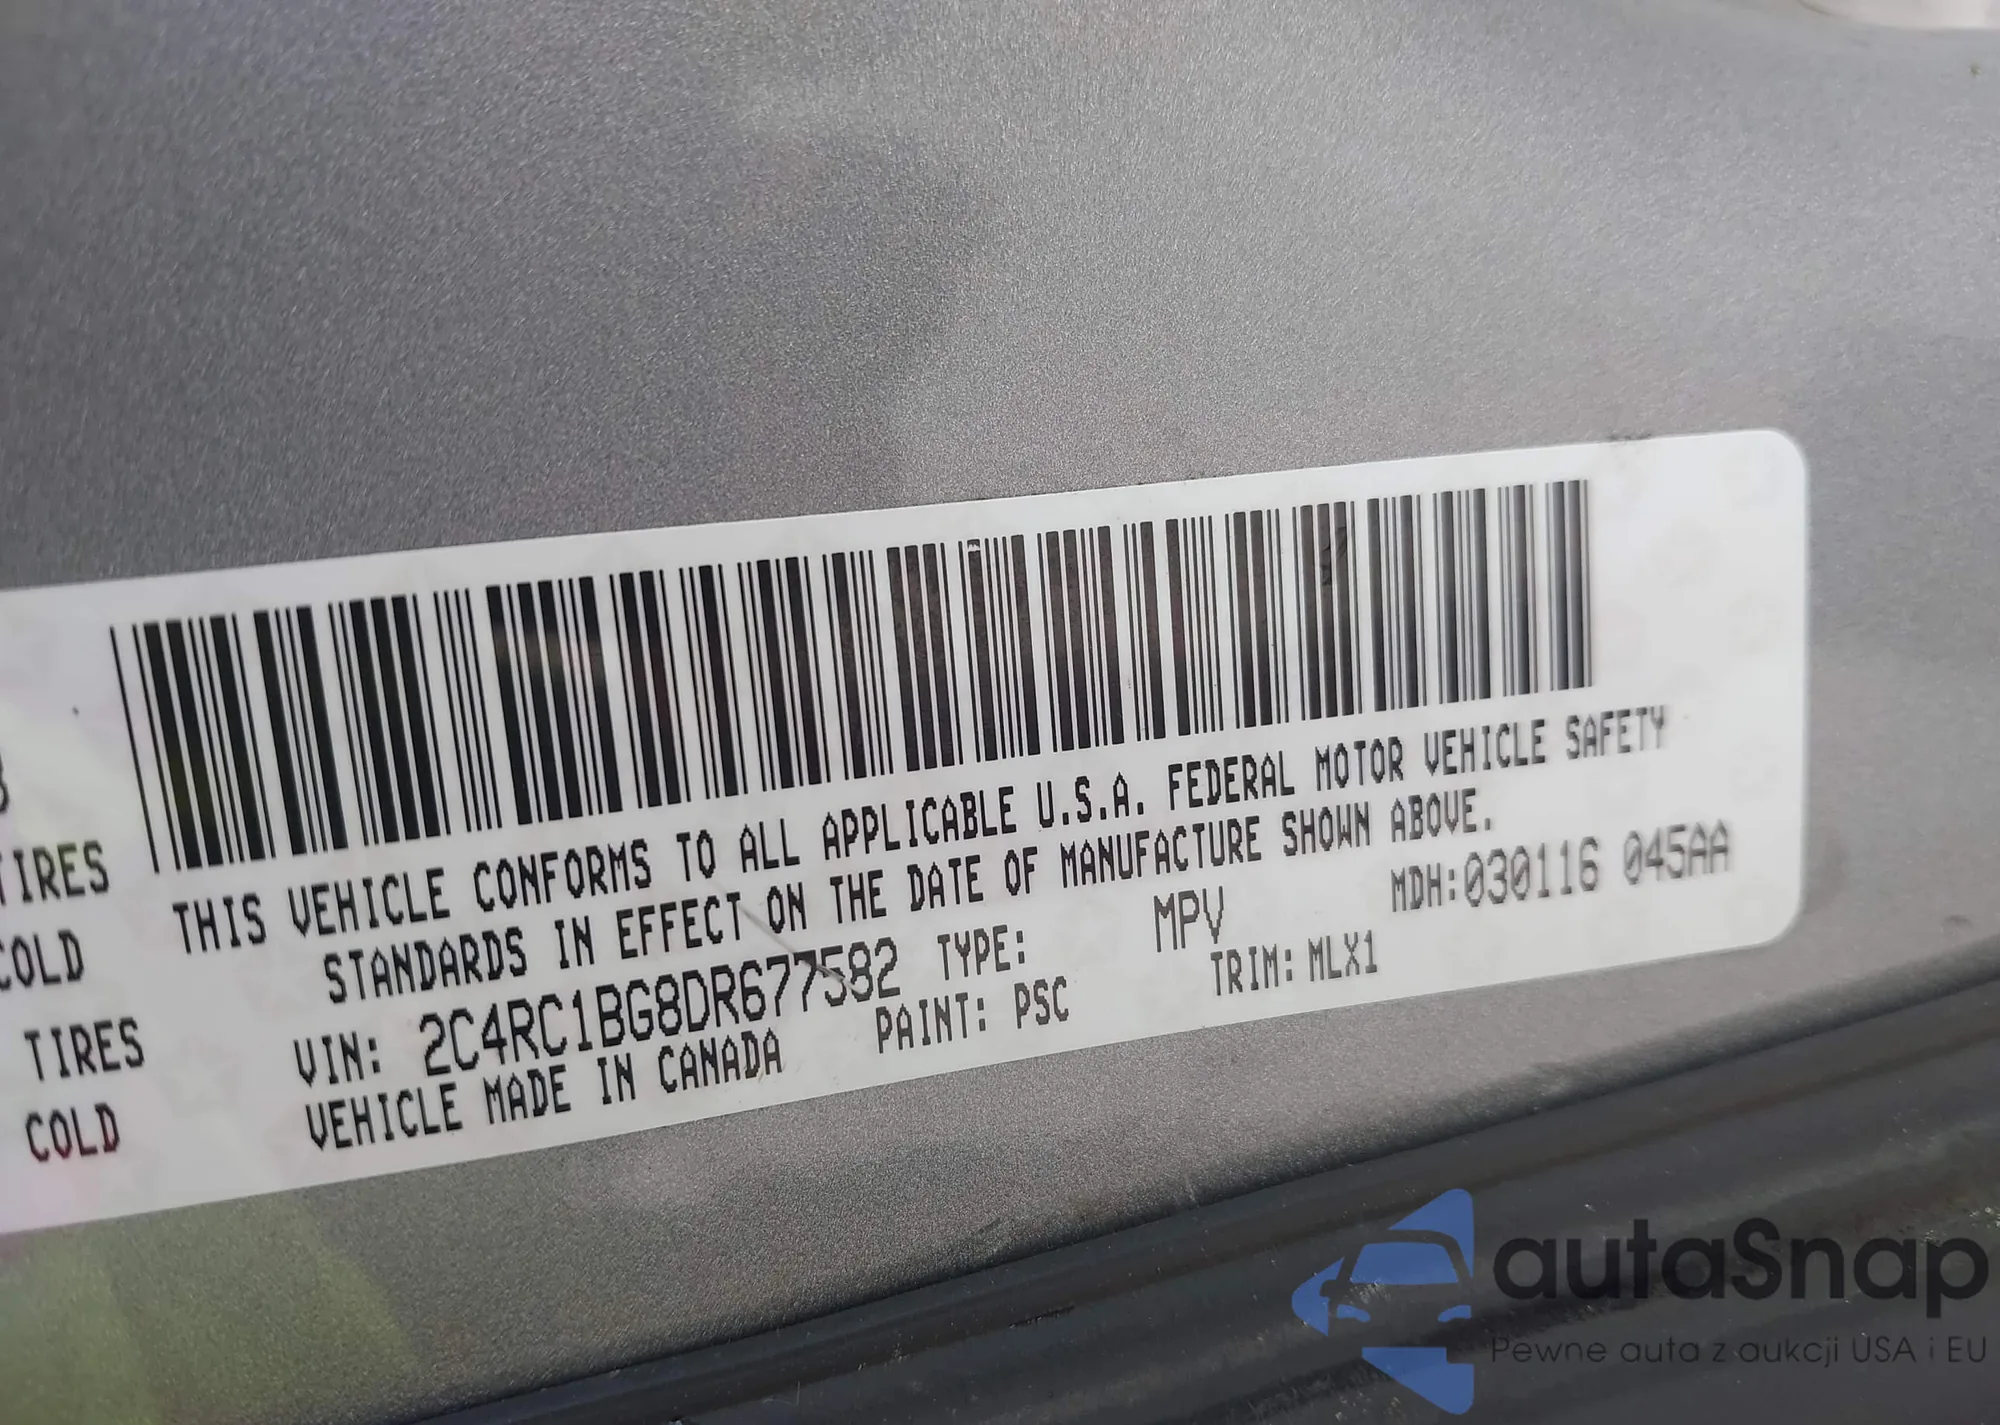 THIS VEHICLE CONFORMS TO ALL APPLICABLE U.S.A. FEDERAL MOTOR VEHICLE SAFETY
STANDARDS IN EFFECT ON THE DATE OF MANUFACTURE SHOWN ABOVE.
VIN: 2C4RC1BG8DR677582 TYPE: MPV MDH:030116 045AA
VEHICLE MADE IN CANADA PAINT: PSC TRIM: MLX1
TIRES
COLD
TIRES
COLD
autaSnap
Pewne auta z aukcji USA i EU